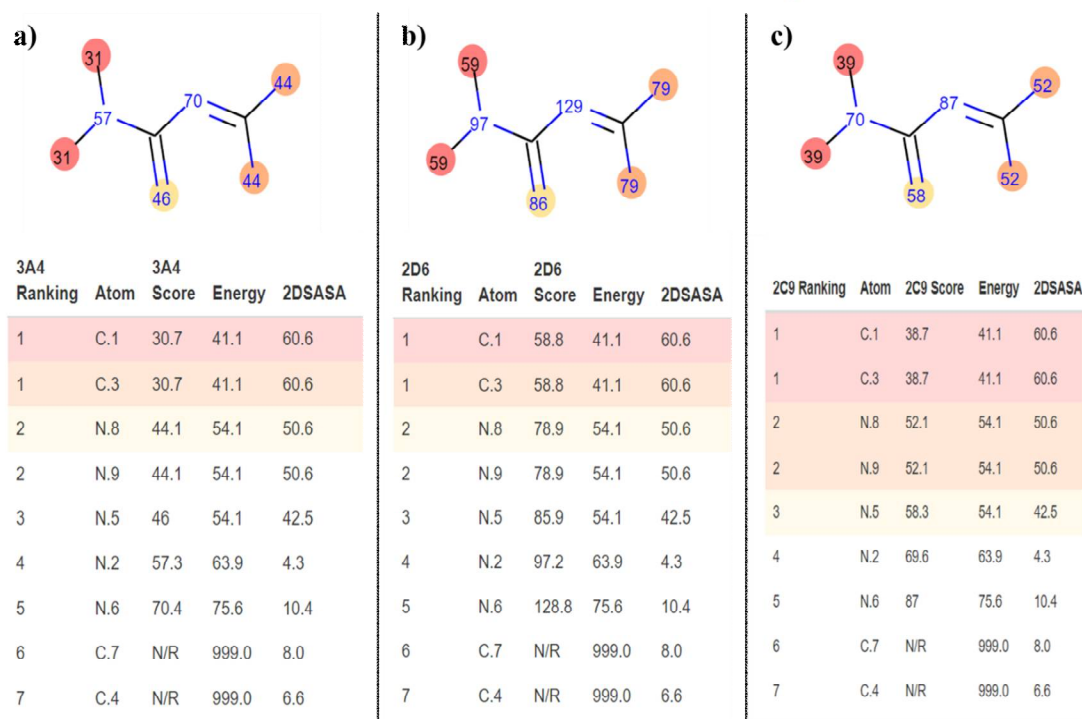 a)
31
44
70
57
31
44
46
3A4 Ranking Atom 3A4 Score Energy 2DSASA
1 C.1 30.7 41.1 60.6
1 C.3 30.7 41.1 60.6
2 N.8 44.1 54.1 50.6
2 N.9 44.1 54.1 50.6
3 N.5 46 54.1 42.5
4 N.2 57.3 63.9 4.3
5 N.6 70.4 75.6 10.4
6 C.7 N/R 999.0 8.0
7 C.4 N/R 999.0 6.6
b)
59
79
129
97
59
79
86
2D6 Ranking Atom 2D6 Score Energy 2DSASA
1 C.1 58.8 41.1 60.6
1 C.3 58.8 41.1 60.6
2 N.8 78.9 54.1 50.6
2 N.9 78.9 54.1 50.6
3 N.5 85.9 54.1 42.5
4 N.2 97.2 63.9 4.3
5 N.6 128.8 75.6 10.4
6 C.7 N/R 999.0 8.0
7 C.4 N/R 999.0 6.6
c)
39
52
87
70
39
52
58
2C9 Ranking Atom 2C9 Score Energy 2DSASA
1 C.1 38.7 41.1 60.6
1 C.3 38.7 41.1 60.6
2 N.8 52.1 54.1 50.6
2 N.9 52.1 54.1 50.6
3 N.5 58.3 54.1 42.5
4 N.2 69.6 63.9 4.3
5 N.6 87 75.6 10.4
6 C.7 N/R 999.0 8.0
7 C.4 N/R 999.0 6.6